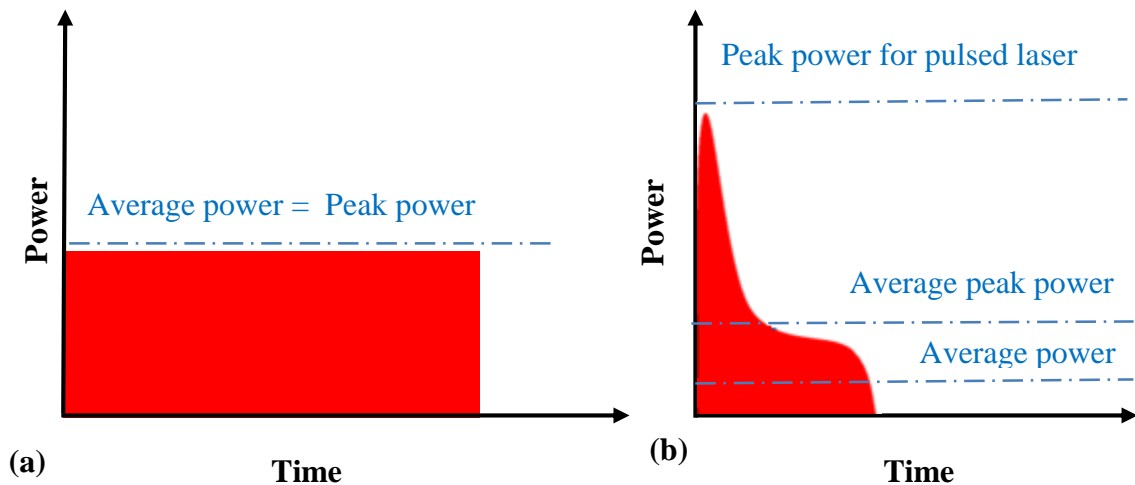 Power
Average power = Peak power
(a)
Time
Power
Peak power for pulsed laser
Average peak power
Average power
(b)
Time